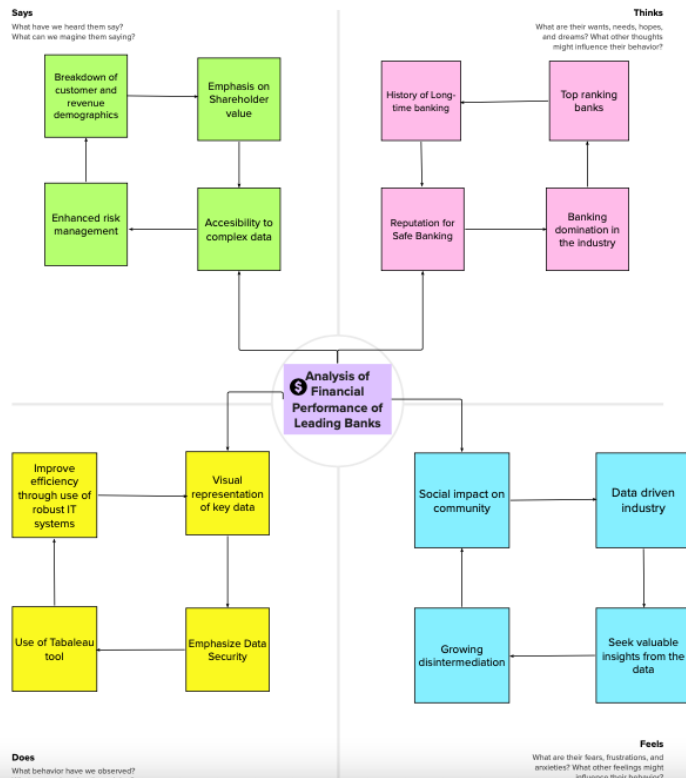 Says
What have we heard them say?
What can we magine them saying?
Thinks
What are their wants, needs, hopes,
and dreams? What other thoughts
might influence their behavior?
Breakdown of
customer and
revenue
demographics
Emphasis on
Shareholder
value
Enhanced risk
management
Accesibility to
complex data
History of Long-
time banking
Top ranking
banks
Reputation for
Safe Banking
Banking
domination in
the industry
$
Analysis of
Financial
Performance of
Leading Banks
Improve
efficiency
through use of
robust IT
systems
Visual
representation
of key data
Use of Tabaleau
tool
Emphasize Data
Security
Social impact on
community
Data driven
industry
Growing
disintermediation
Seek valuable
insights from the
data
Does
What behavior have we observed?
Feels
What are their fears, frustrations, and
anxieties? What other feelings might
influence their behavior?